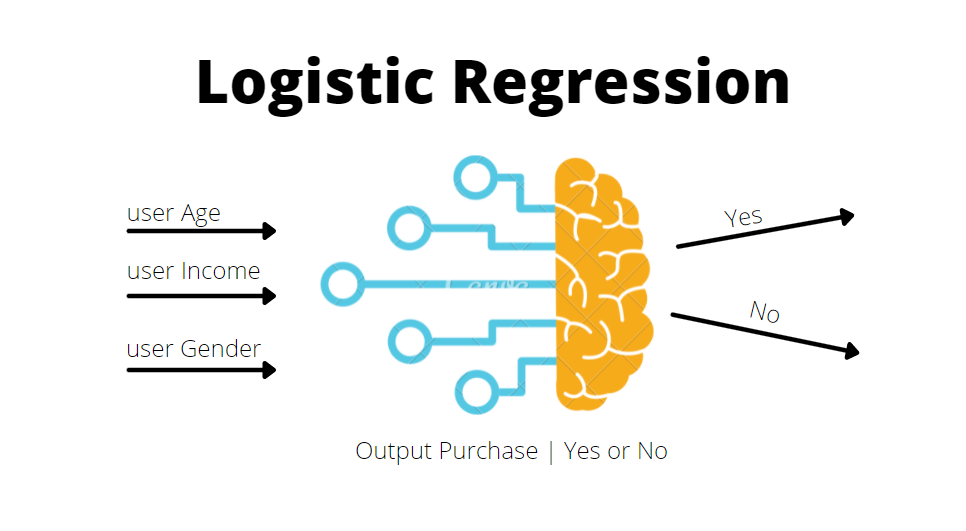 Logistic Regression
user Age
user Income
user Gender
Yes
No
Output Purchase | Yes or No